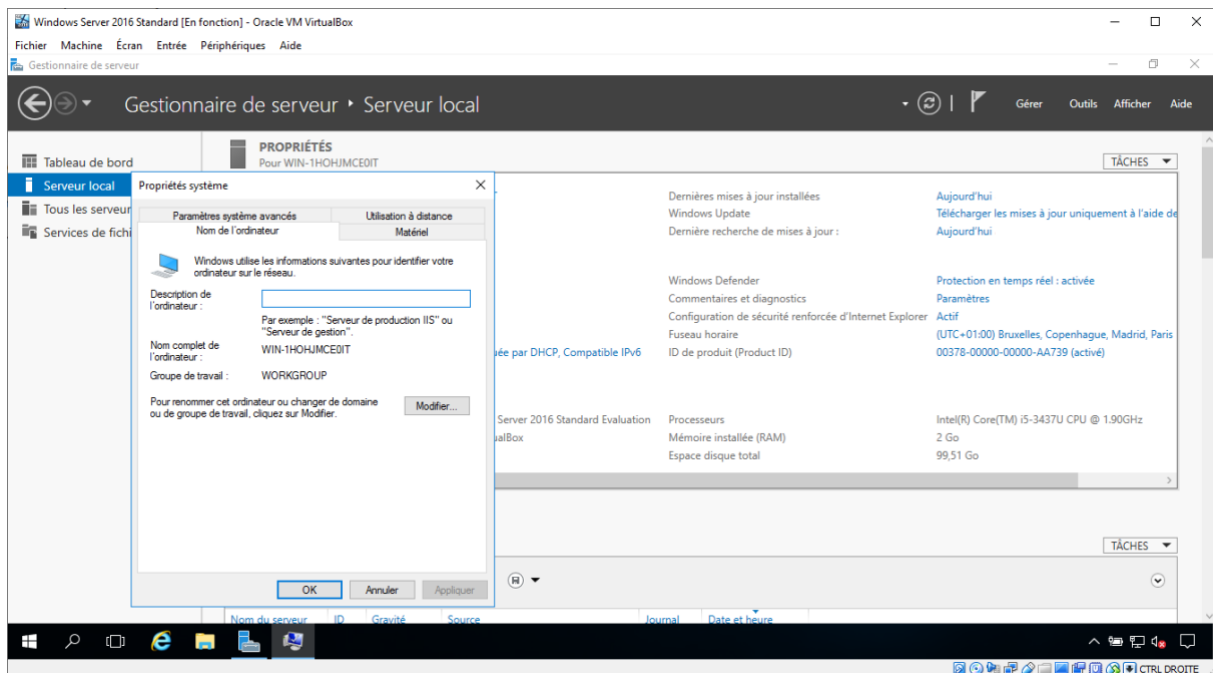 Windows Server 2016 Standard [En fonction] - Oracle VM VirtualBox
Fichier Machine Écran Entrée Périphériques Aide
Gestionnaire de serveur
Gestionnaire de serveur • Serveur local
Gérer Outils Afficher Aide
Tableau de bord
Serveur local
Tous les serveur
Services de fichi
PROPRIÉTÉS
Pour WIN-1HOHJMCE0IT
TÂCHES
Dernières mises à jour installées Aujourd'hui
Windows Update Télécharger les mises à jour uniquement à l'aide de
Dernière recherche de mises à jour : Aujourd'hui
Windows Defender Protection en temps réel : activée
Commentaires et diagnostics Paramètres
Configuration de sécurité renforcée d'Internet Explorer Actif
Fuseau horaire (UTC+01:00) Bruxelles, Copenhague, Madrid, Paris
uée par DHCP, Compatible IPv6 ID de produit (Product ID) 00378-00000-00000-AA739 (activé)
Server 2016 Standard Evaluation Processeurs Intel(R) Core(TM) i5-3437U CPU @ 1.90GHz
ualBox Mémoire installée (RAM) 2 Go
Espace disque total 99,51 Go
Propriétés système
Paramètres système avancés Utilisation à distance
Nom de l'ordinateur Matériel
Windows utilise les informations suivantes pour identifier votre
ordinateur sur le réseau.
Description de
l'ordinateur :
Par exemple : "Serveur de production IIS" ou
"Serveur de gestion".
Nom complet de
l'ordinateur :
WIN-1HOHJMCE0IT
Groupe de travail : WORKGROUP
Pour renommer cet ordinateur ou changer de domaine
ou de groupe de travail, cliquez sur Modifier.
Modifier...
OK Annuler Appliquer
TÂCHES
Nom du serveur ID Gravité Source Journal Date et heure
CTRL DROITE